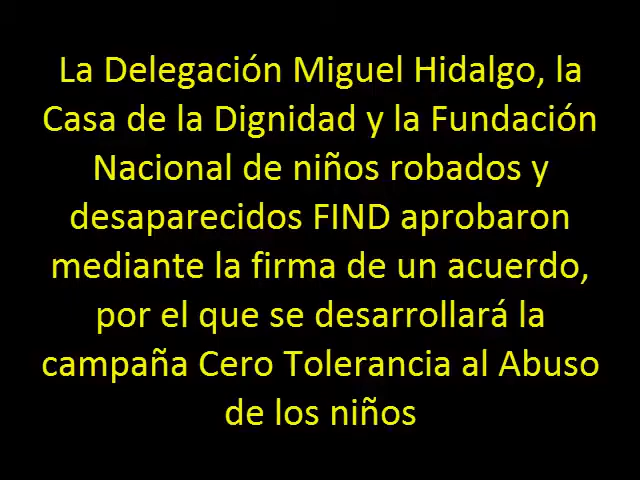 La Delegación Miguel Hidalgo, la
Casa de la Dignidad y la Fundación
Nacional de niños robados y
desaparecidos FIND aprobaron
mediante la firma de un acuerdo,
por el que se desarrollará la
campaña Cero Tolerancia al Abuso
de los niños